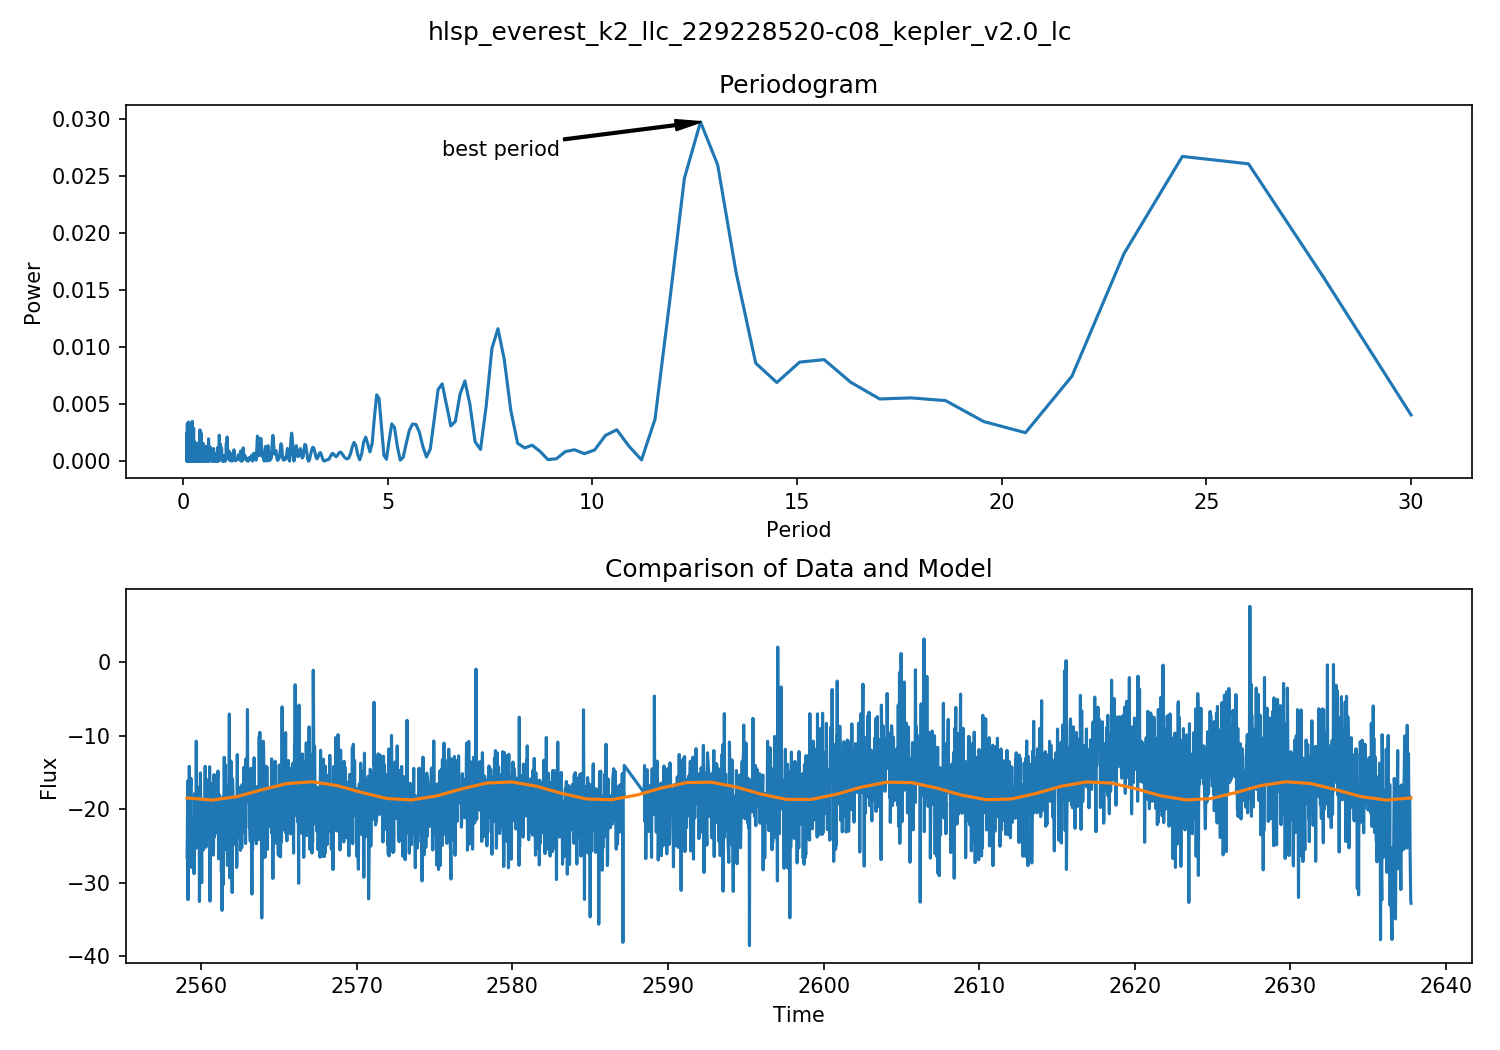 hlsp_everest_k2_llc_229228520-c08_kepler_v2.0_lc
Periodogram
0.030
0.025
0.020
0.015
0.010
0.005
0.000
Power
best period
0 5 10 15 20 25 30
Period
Comparison of Data and Model
0
−10
−20
−30
−40
Flux
2560 2570 2580 2590 2600 2610 2620 2630 2640
Time